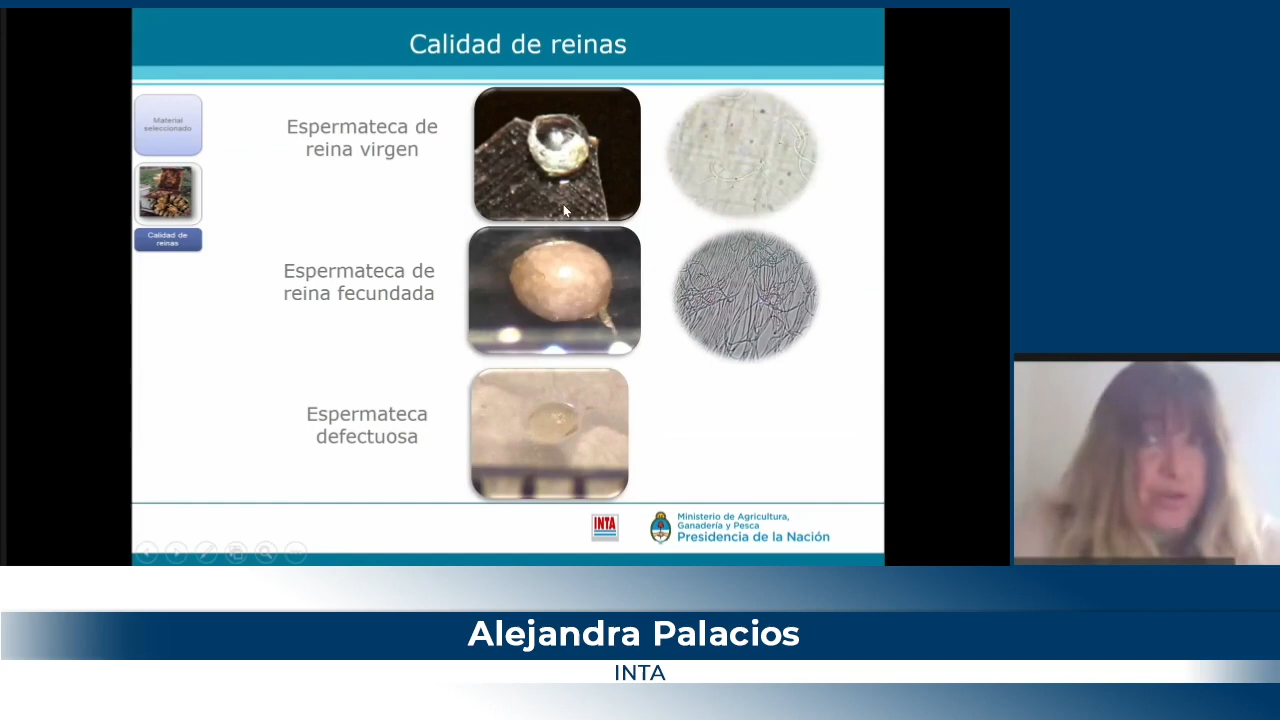 Calidad de reinas
Material
seleccionado
Calidad de
reinas
Espermateca de
reina virgen
Espermateca de
reina fecundada
Espermateca
defectuosa
INTA
Ministerio de Agricultura,
Ganadería y Pesca
Presidencia de la Nación
Alejandra Palacios
INTA